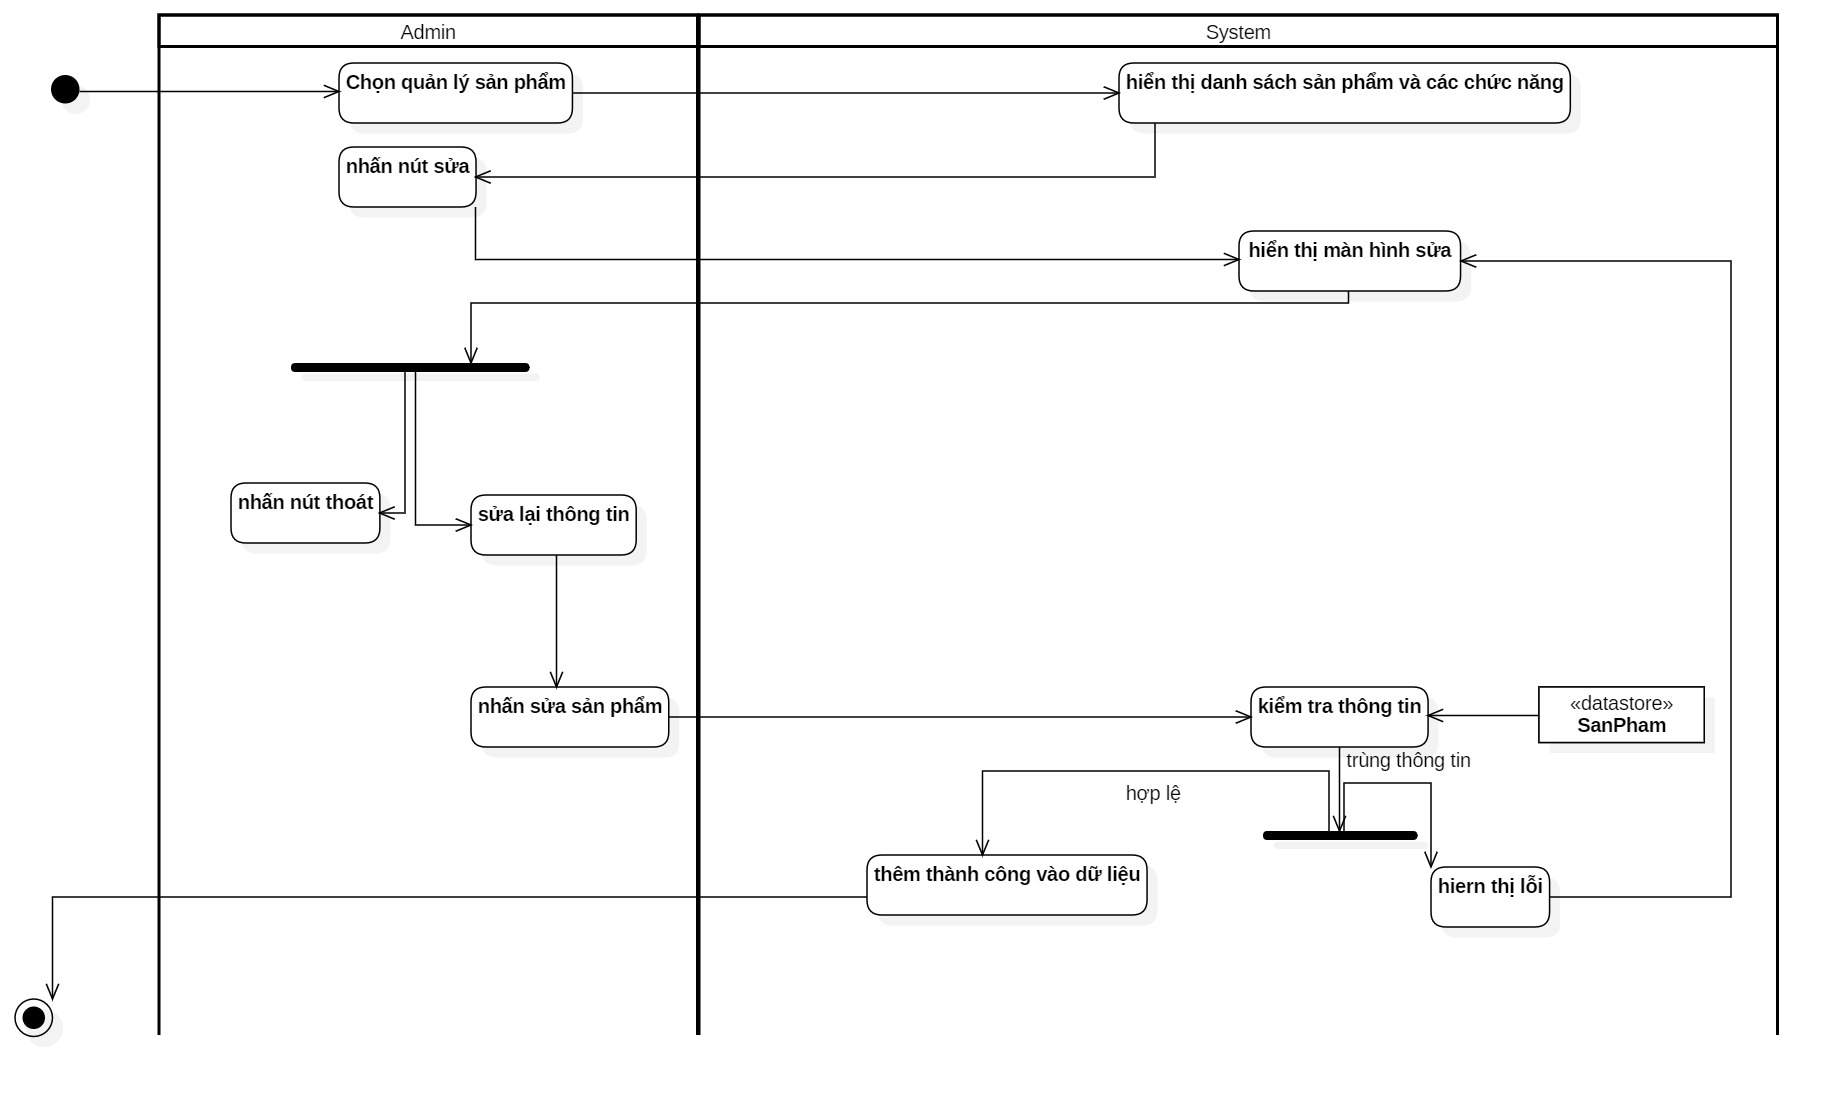 Admin
System
Chọn quản lý sản phẩm
hiển thị danh sách sản phẩm và các chức năng
nhấn nút sửa
hiển thị màn hình sửa
nhấn nút thoát
sửa lại thông tin
nhấn sửa sản phẩm
kiểm tra thông tin
«datastore»
SanPham
trùng thông tin
hợp lệ
thêm thành công vào dữ liệu
hiern thị lỗi